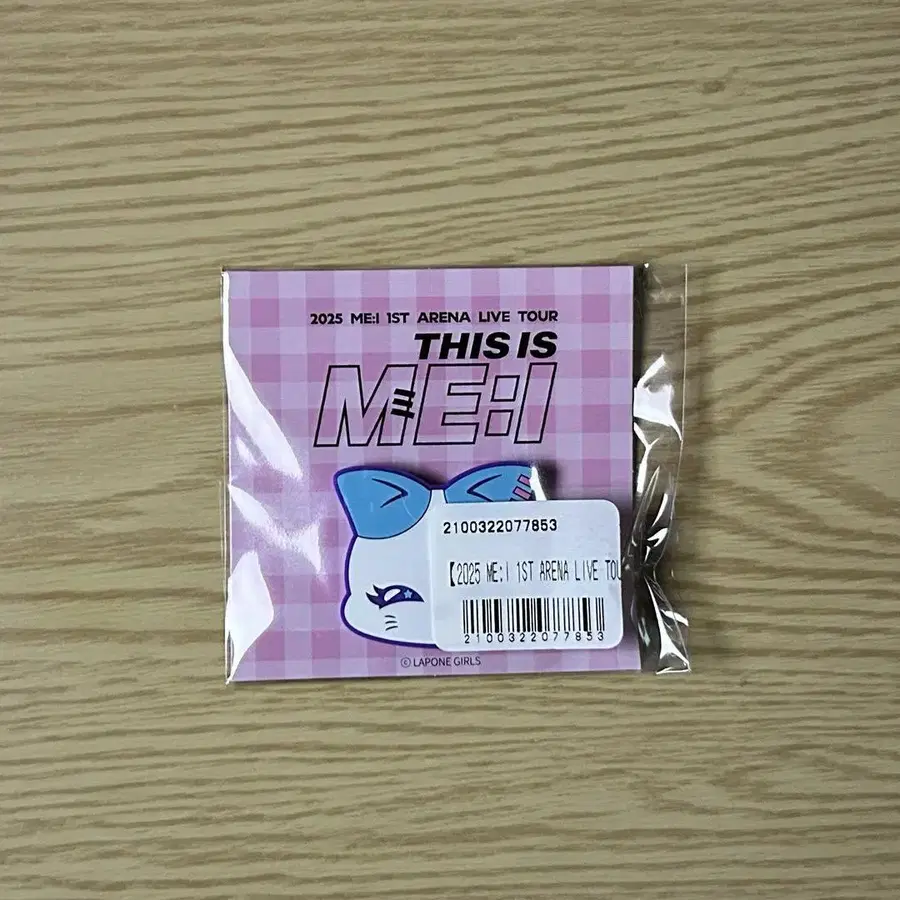 2025 ME:I 1ST ARENA LIVE TOUR
THIS IS
ME:I
2100322077853
【2025 ME:I 1ST ARENA LIVE TOU
2100322077853
© LAPONE GIRLS